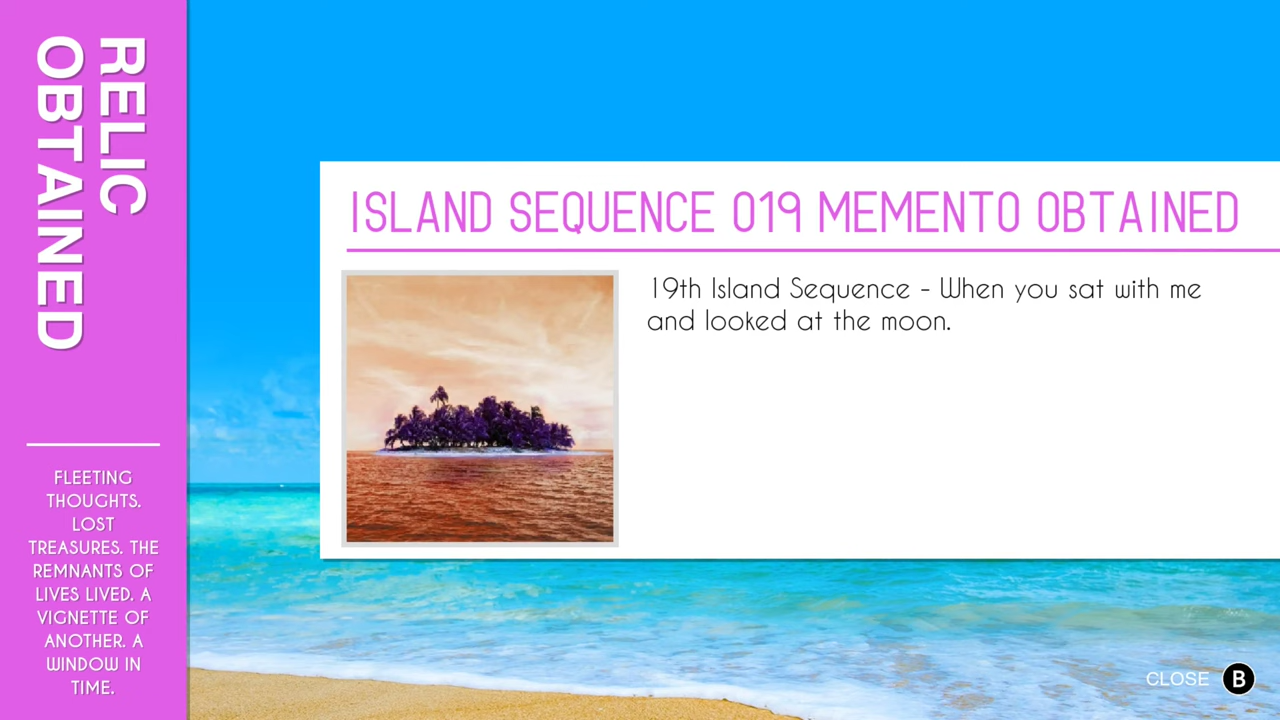 RELIC
OBTAINED
FLEETING
THOUGHTS.
LOST
TREASURES. THE
REMNANTS OF
LIVES LIVED. A
VIGNETTE OF
ANOTHER. A
WINDOW IN
TIME.
ISLAND SEQUENCE 019 MEMENTO OBTAINED
19th Island Sequence - When you sat with me
and looked at the moon.
CLOSE B